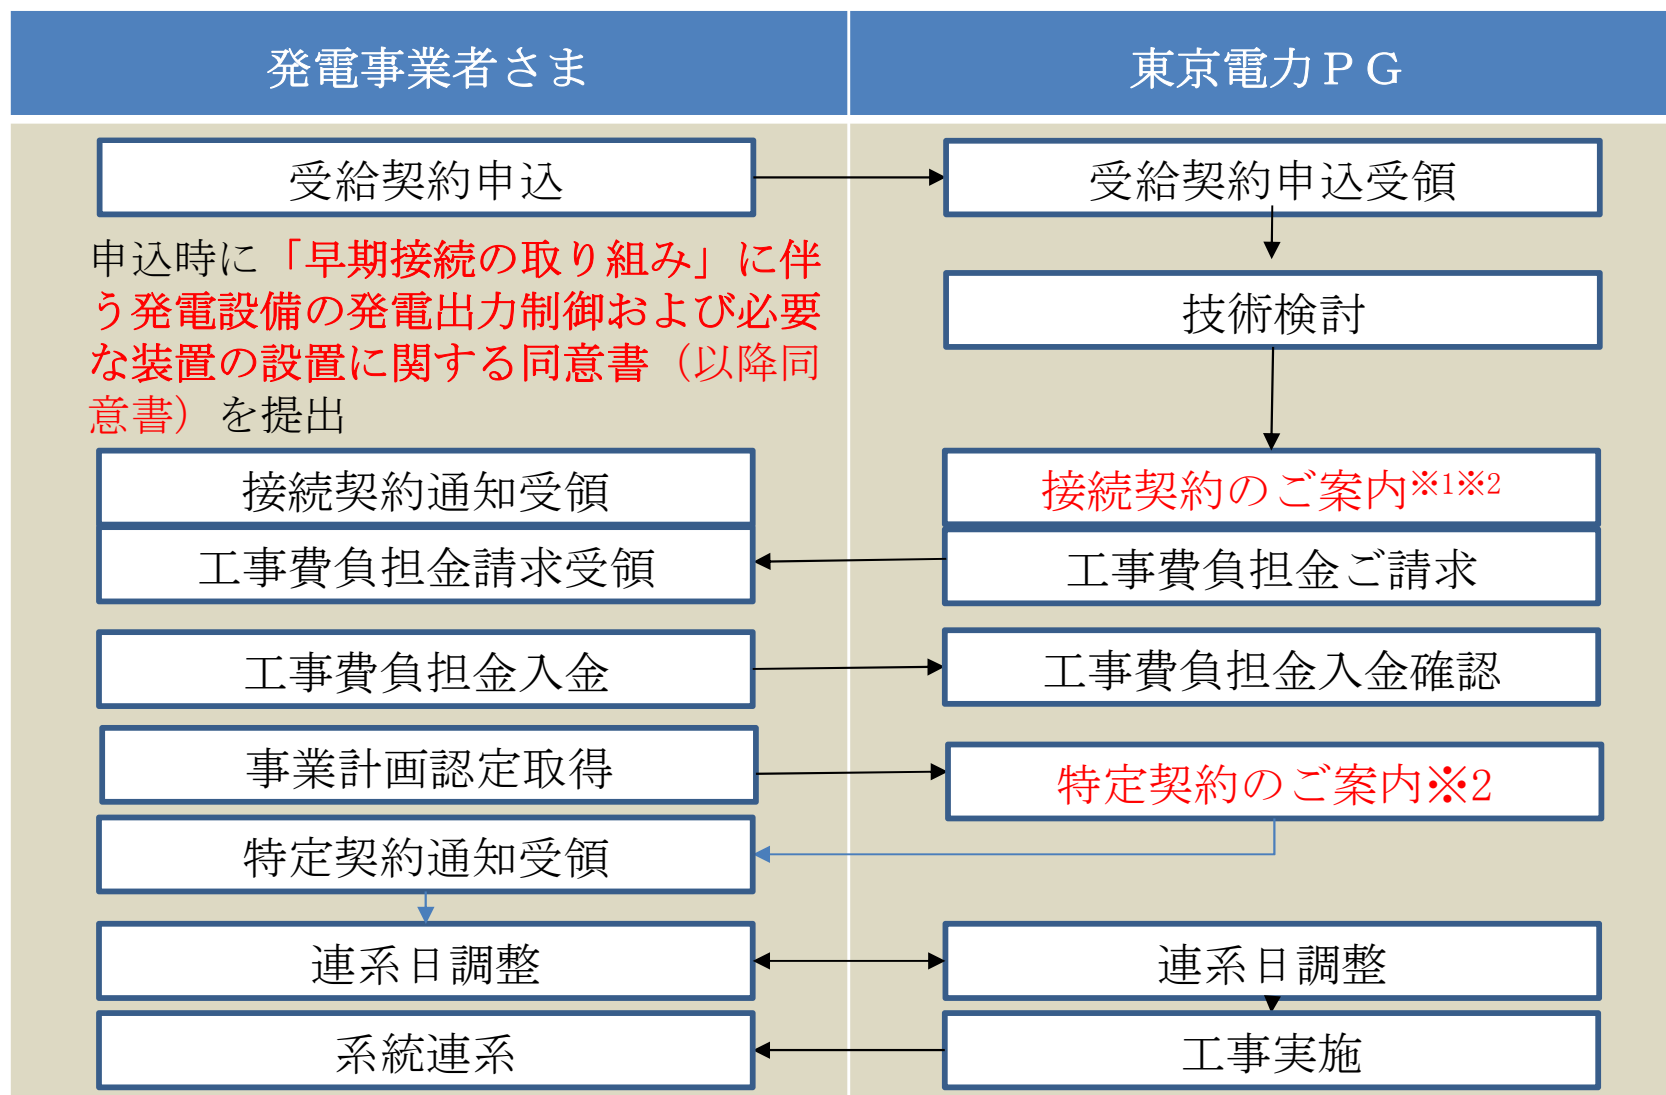 発電事業者さま
東京電力ＰＧ
受給契約申込
受給契約申込受領
申込時に「早期接続の取り組み」に伴
う発電設備の発電出力制御および必要
な装置の設置に関する同意書（以降同
意書）を提出
技術検討
接続契約通知受領
接続契約のご案内※1※2
工事費負担金請求受領
工事費負担金ご請求
工事費負担金入金
工事費負担金入金確認
事業計画認定取得
特定契約のご案内※2
特定契約通知受領
連系日調整
連系日調整
系統連系
工事実施